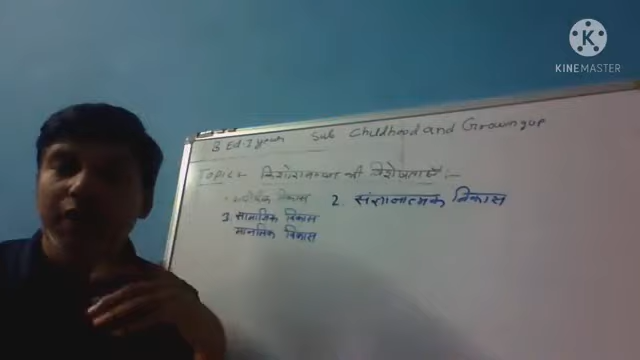 KINEMASTER
B Ed. I year Sub Childhood and Growing up
Topic :- किशोरावस्था की विशेषताएँ :-
शारीरिक विकास 2. संज्ञानात्मक विकास
3. सामाजिक विकास
मानसिक विकास